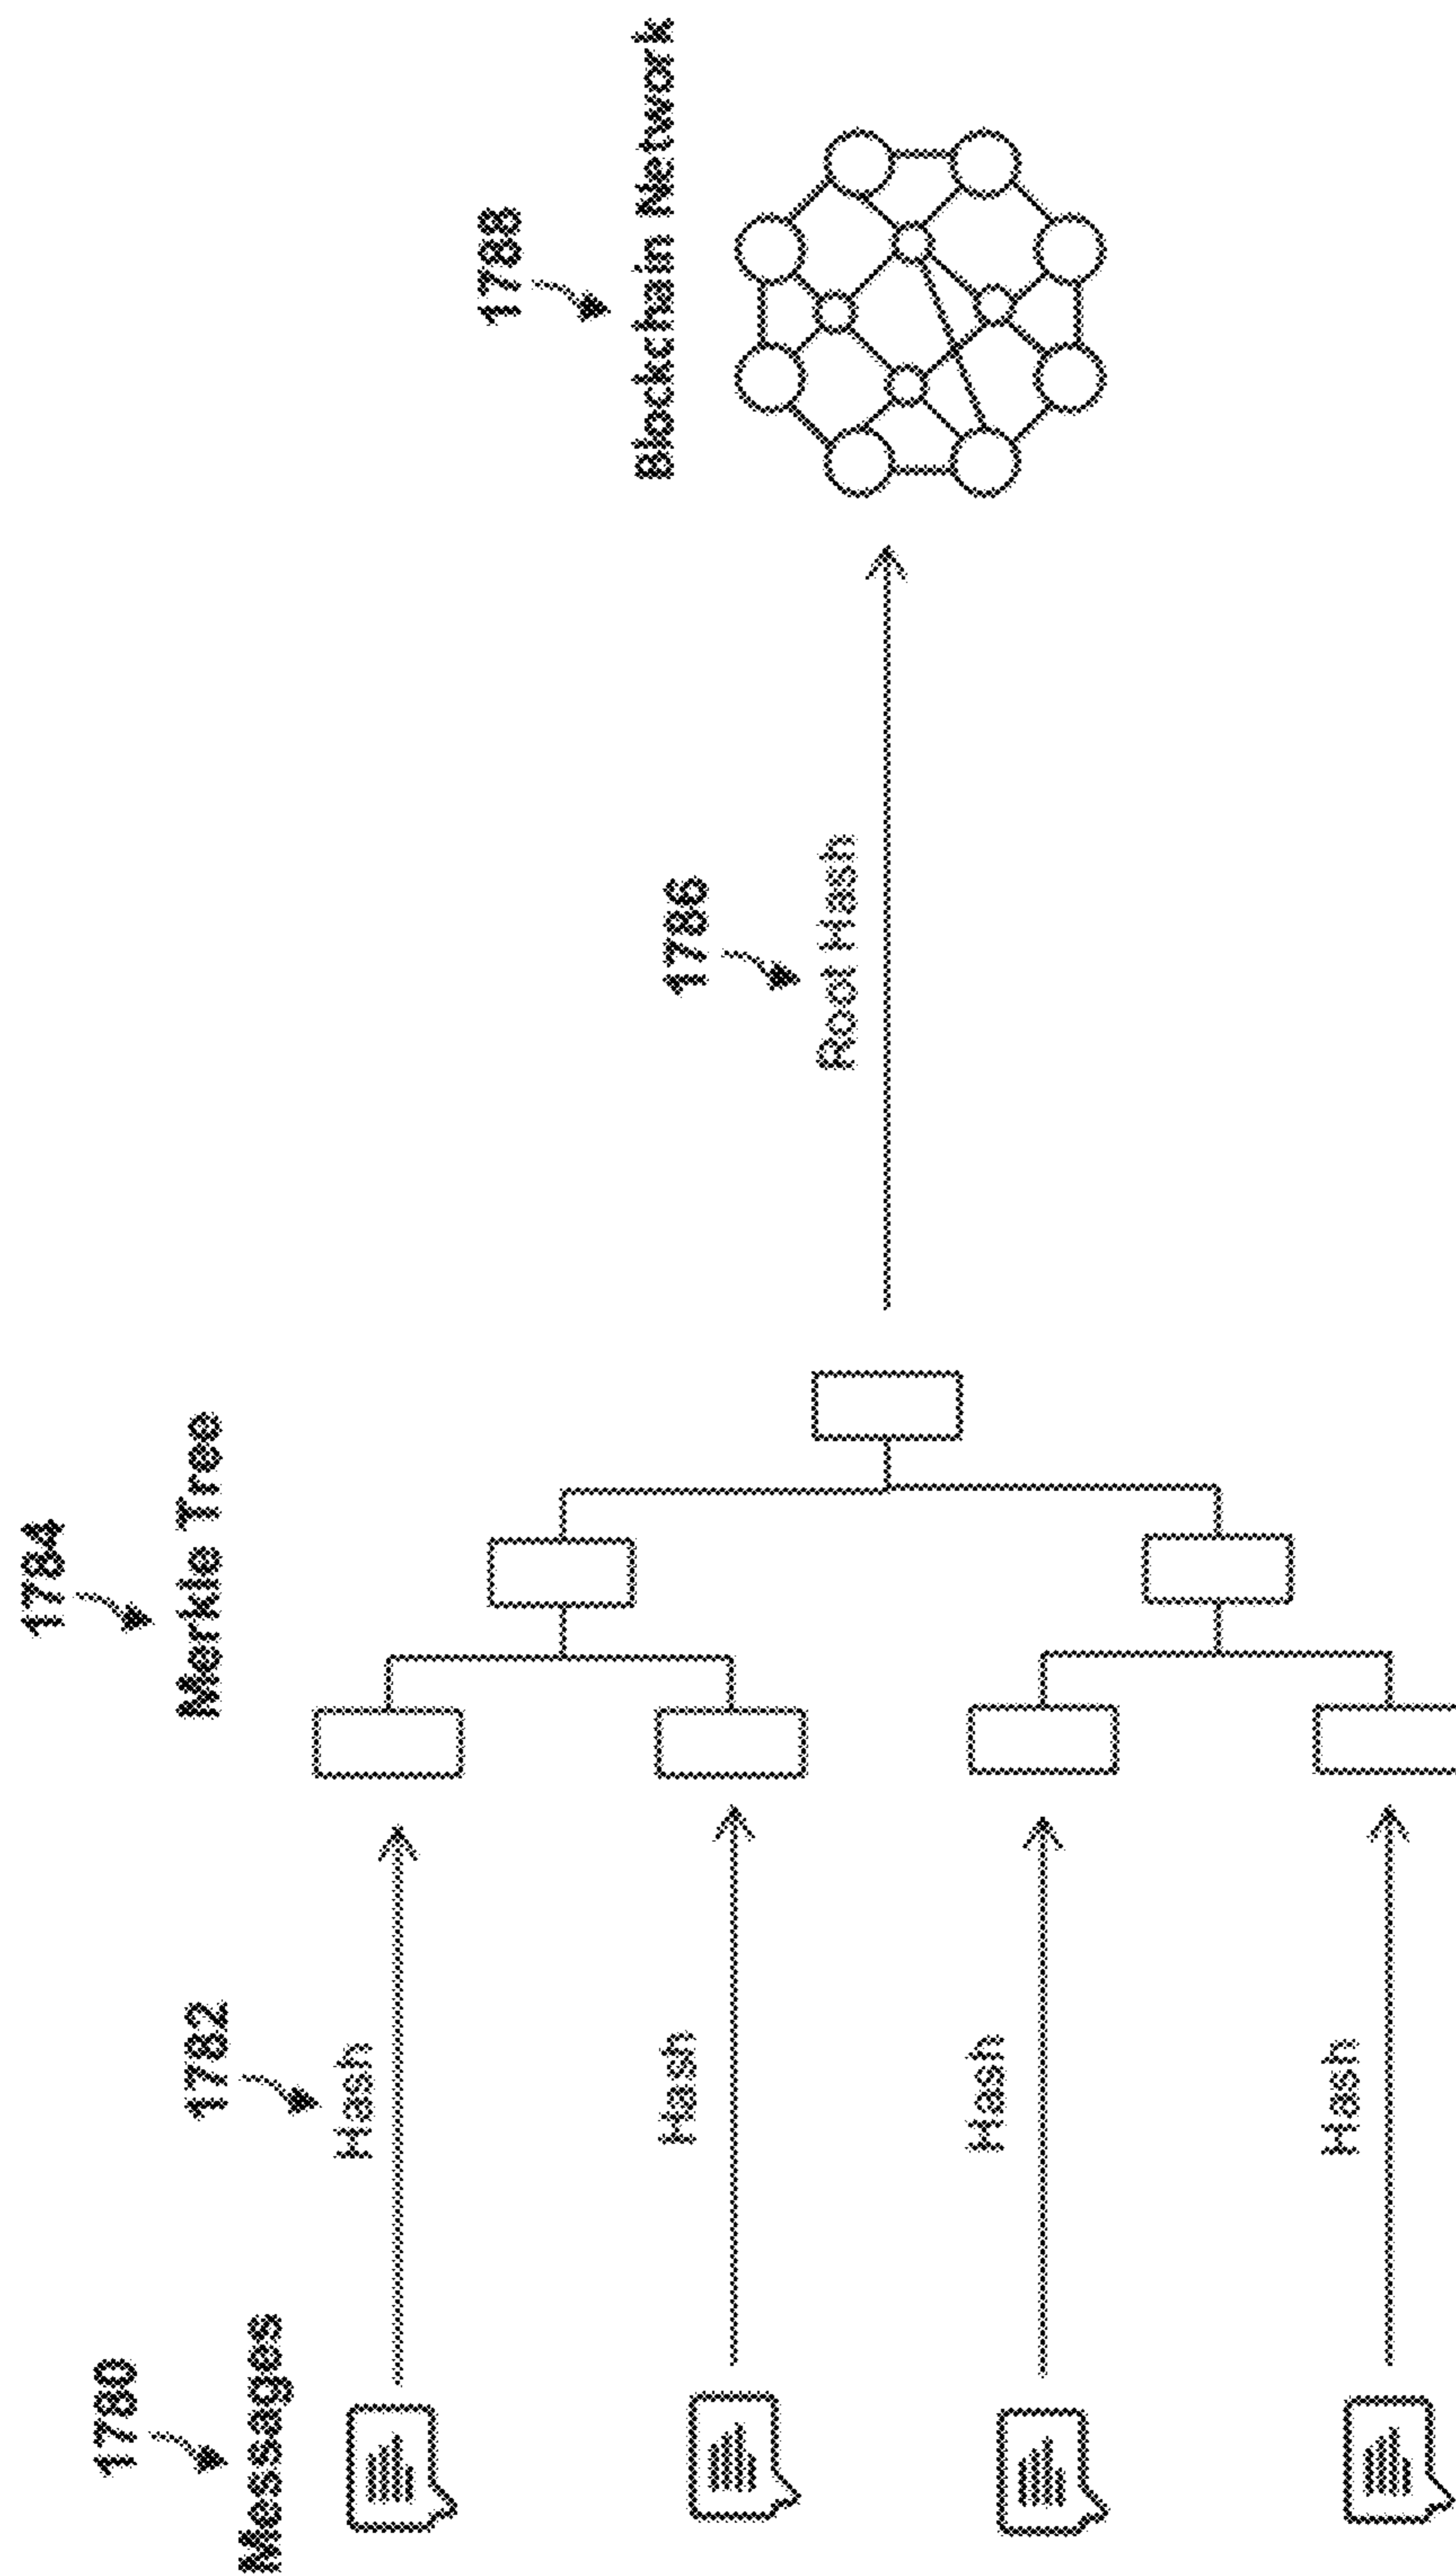 1780
Messages
1782
Hash
Hash
Hash
Hash
1784
Merkle Tree
1786
Root Hash
1788
Blockchain Network